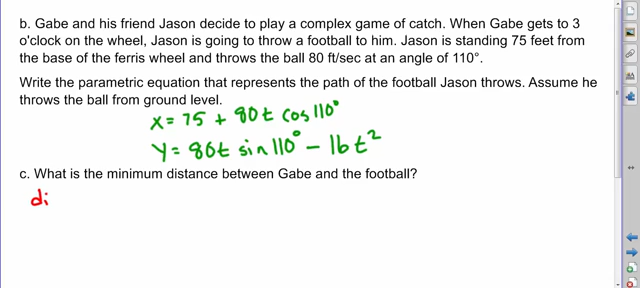 b. Gabe and his friend Jason decide to play a complex game of catch. When Gabe gets to 3
o'clock on the wheel, Jason is going to throw a football to him. Jason is standing 75 feet from
the base of the ferris wheel and throws the ball 80 ft/sec at an angle of 110°.
Write the parametric equation that represents the path of the football Jason throws. Assume he
throws the ball from ground level.
x = 75 + 80t cos 110°
y = 80t sin 110° - 16t²
c. What is the minimum distance between Gabe and the football?
di